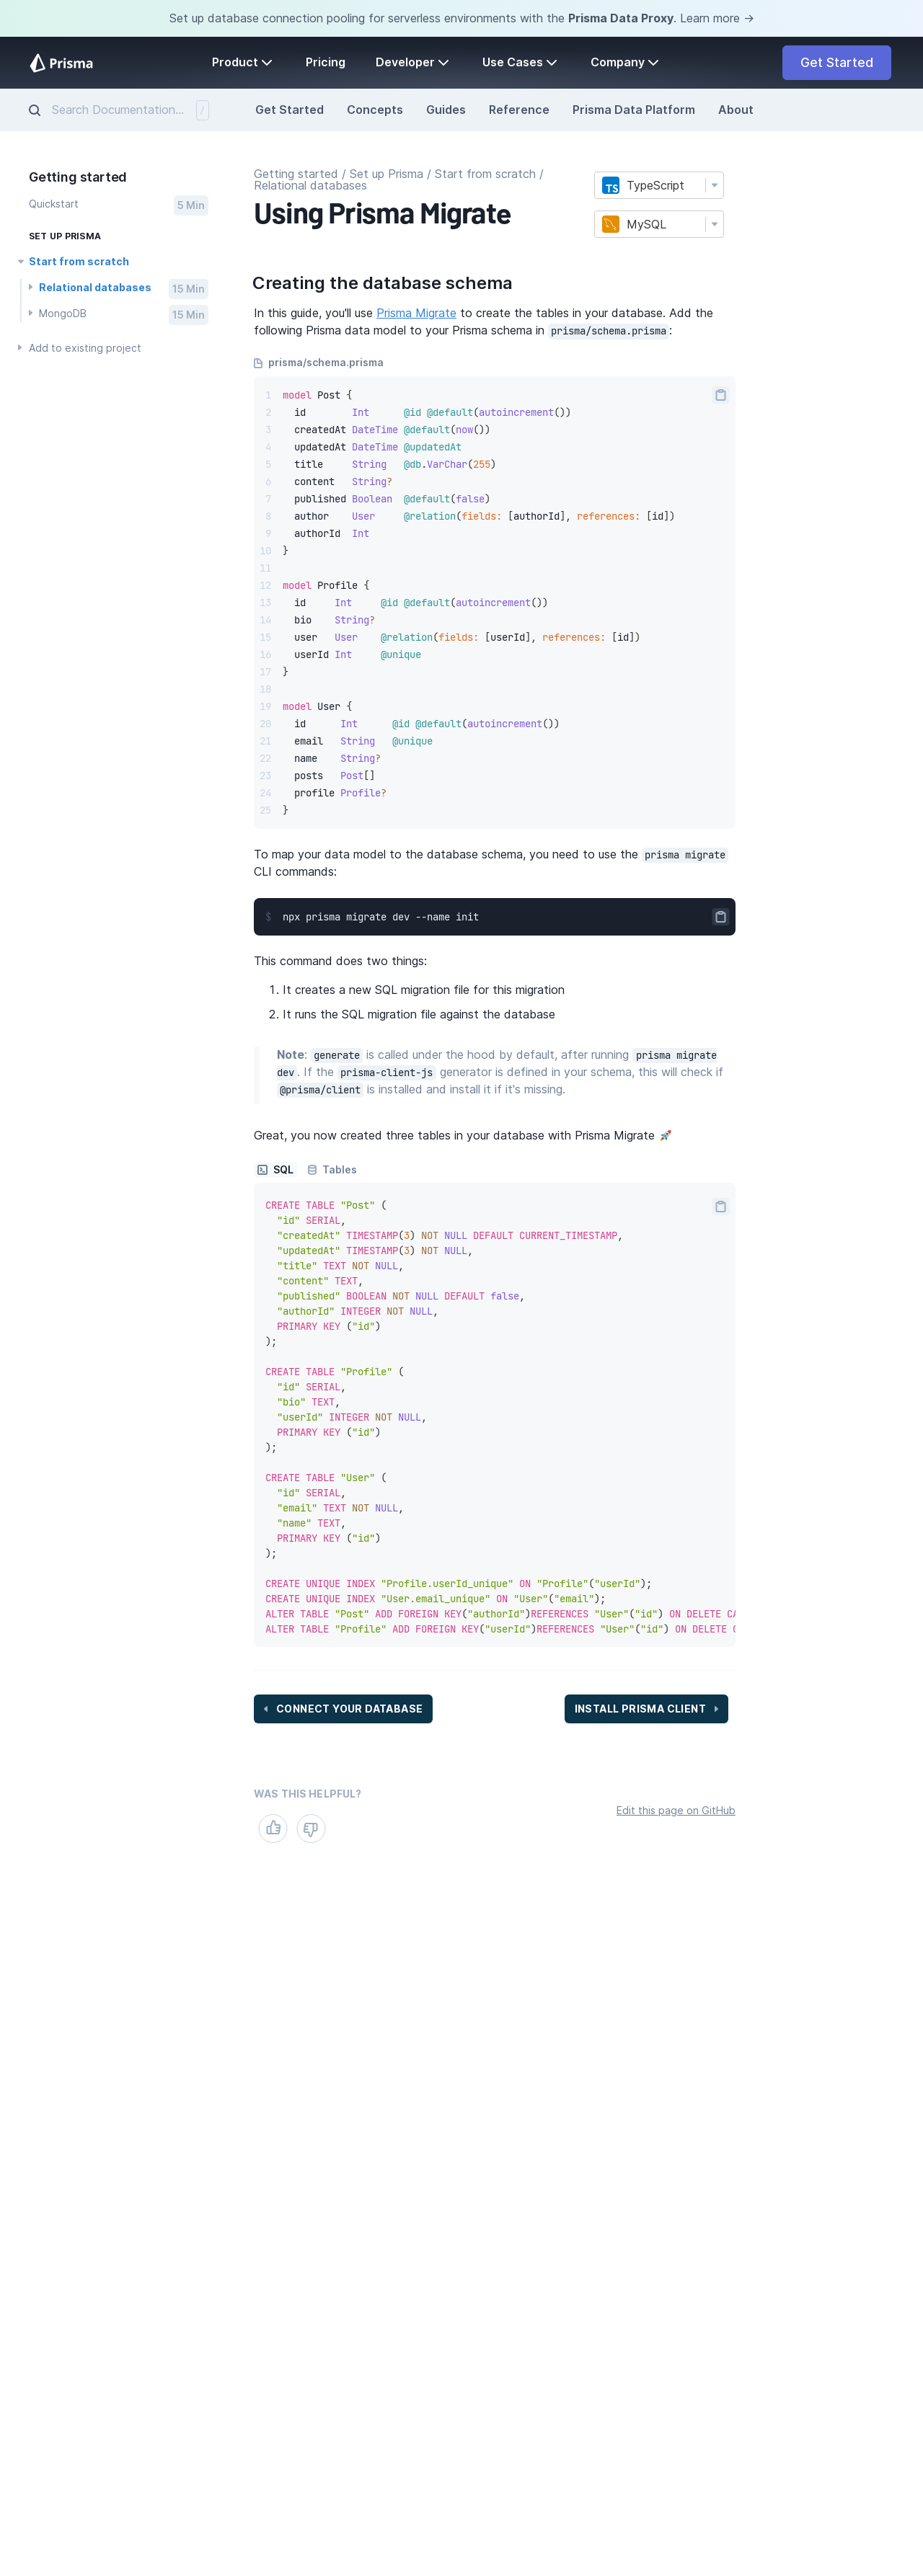 Set up database connection pooling for serverless environments with the Prisma Data Proxy. Learn more →
Prisma
Product
Pricing
Developer
Use Cases
Company
Get Started
Search Documentation...
/
Get Started
Concepts
Guides
Reference
Prisma Data Platform
About
Getting started
Quickstart
5 Min
SET UP PRISMA
Start from scratch
Relational databases
15 Min
MongoDB
15 Min
Add to existing project
Getting started / Set up Prisma / Start from scratch /
Relational databases
Using Prisma Migrate
TS TypeScript
MySQL
Creating the database schema
In this guide, you'll use Prisma Migrate to create the tables in your database. Add the
following Prisma data model to your Prisma schema in prisma/schema.prisma:
prisma/schema.prisma
1 model Post {
2   id        Int      @id @default(autoincrement())
3   createdAt DateTime @default(now())
4   updatedAt DateTime @updatedAt
5   title     String   @db.VarChar(255)
6   content   String?
7   published Boolean  @default(false)
8   author    User     @relation(fields: [authorId], references: [id])
9   authorId  Int
10 }
11
12 model Profile {
13   id     Int     @id @default(autoincrement())
14   bio    String?
15   user   User    @relation(fields: [userId], references: [id])
16   userId Int     @unique
17 }
18
19 model User {
20   id      Int      @id @default(autoincrement())
21   email   String   @unique
22   name    String?
23   posts   Post[]
24   profile Profile?
25 }
To map your data model to the database schema, you need to use the prisma migrate
CLI commands:
$ npx prisma migrate dev --name init
This command does two things:
1. It creates a new SQL migration file for this migration
2. It runs the SQL migration file against the database
Note: generate is called under the hood by default, after running prisma migrate
dev. If the prisma-client-js generator is defined in your schema, this will check if
@prisma/client is installed and install it if it's missing.
Great, you now created three tables in your database with Prisma Migrate 🚀
SQL
Tables
CREATE TABLE "Post" (
  "id" SERIAL,
  "createdAt" TIMESTAMP(3) NOT NULL DEFAULT CURRENT_TIMESTAMP,
  "updatedAt" TIMESTAMP(3) NOT NULL,
  "title" TEXT NOT NULL,
  "content" TEXT,
  "published" BOOLEAN NOT NULL DEFAULT false,
  "authorId" INTEGER NOT NULL,
  PRIMARY KEY ("id")
);
CREATE TABLE "Profile" (
  "id" SERIAL,
  "bio" TEXT,
  "userId" INTEGER NOT NULL,
  PRIMARY KEY ("id")
);
CREATE TABLE "User" (
  "id" SERIAL,
  "email" TEXT NOT NULL,
  "name" TEXT,
  PRIMARY KEY ("id")
);
CREATE UNIQUE INDEX "Profile.userId_unique" ON "Profile"("userId");
CREATE UNIQUE INDEX "User.email_unique" ON "User"("email");
ALTER TABLE "Post" ADD FOREIGN KEY("authorId")REFERENCES "User"("id") ON DELETE CA
ALTER TABLE "Profile" ADD FOREIGN KEY("userId")REFERENCES "User"("id") ON DELETE
CONNECT YOUR DATABASE
INSTALL PRISMA CLIENT
WAS THIS HELPFUL?
Edit this page on GitHub